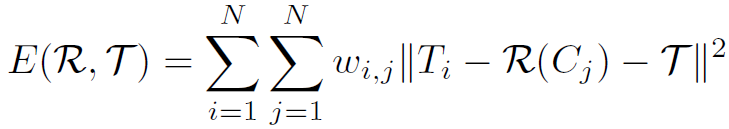 E(\mathcal{R}, \mathcal{T}) = \sum_{i=1}^{N} \sum_{j=1}^{N} w_{i,j} \| T_i - \mathcal{R}(C_j) - \mathcal{T} \|^2